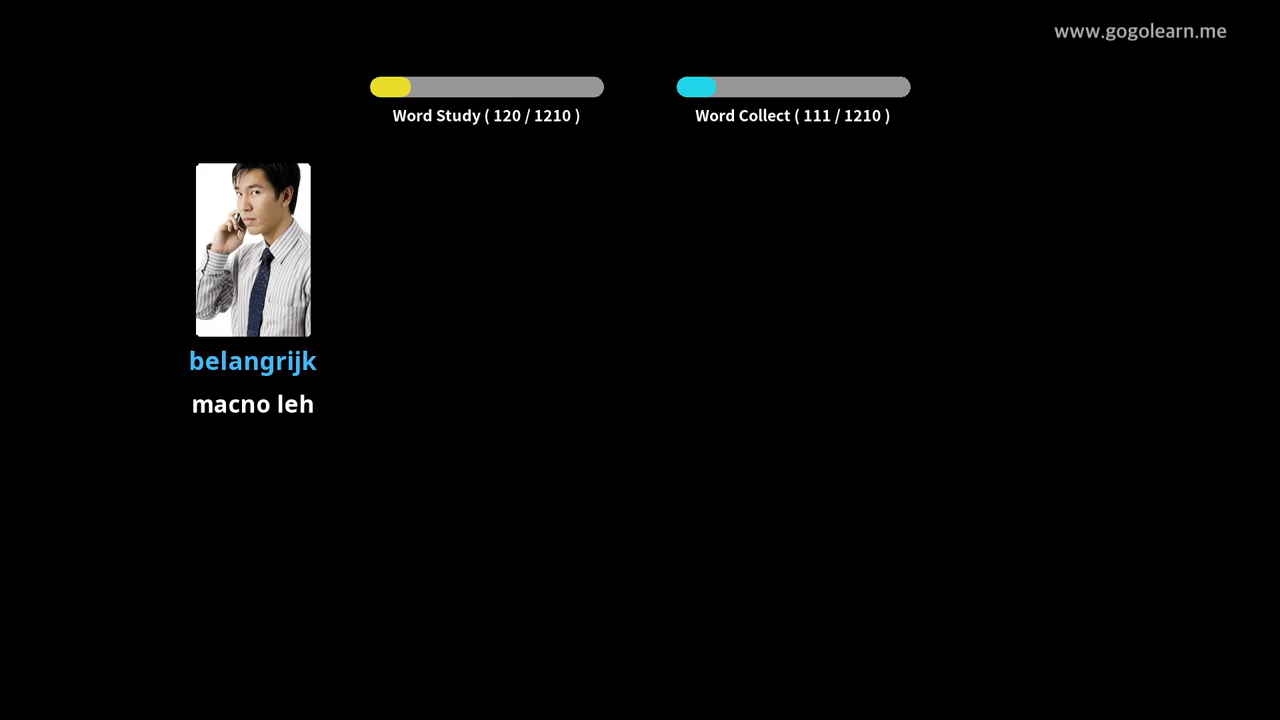 www.gogolearn.me
Word Study ( 120 / 1210 )
Word Collect ( 111 / 1210 )
belangrijk
macno leh